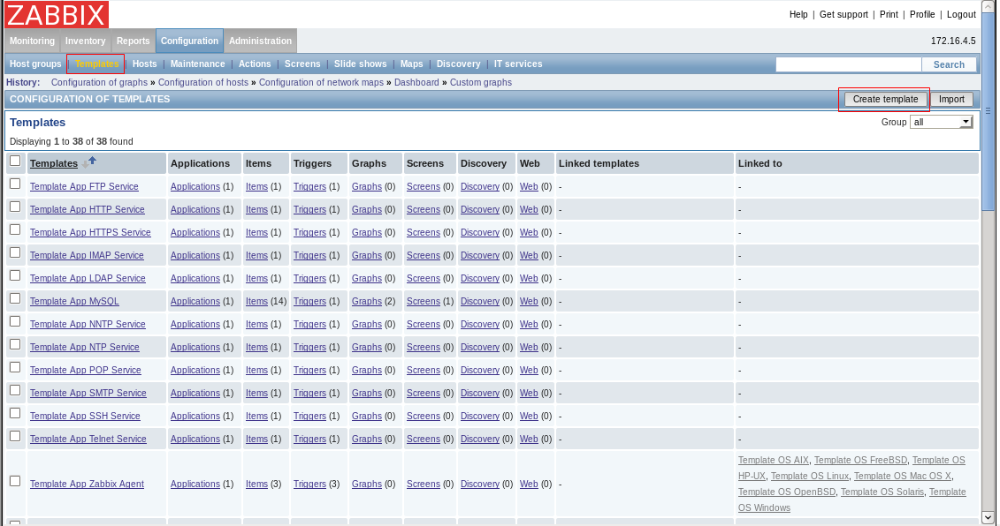 ZABBIX
Help | Get support | Print | Profile | Logout
Monitoring Inventory Reports Configuration Administration 172.16.4.5
Host groups | Templates | Hosts | Maintenance | Actions | Screens | Slide shows | Maps | Discovery | IT services Search
History: Configuration of graphs » Configuration of hosts » Configuration of network maps » Dashboard » Custom graphs
CONFIGURATION OF TEMPLATES Create template Import
Templates Group all
Displaying 1 to 38 of 38 found
Templates Applications Items Triggers Graphs Screens Discovery Web Linked templates Linked to
Template App FTP Service Applications (1) Items (1) Triggers (1) Graphs (0) Screens (0) Discovery (0) Web (0) - -
Template App HTTP Service Applications (1) Items (1) Triggers (1) Graphs (0) Screens (0) Discovery (0) Web (0) - -
Template App HTTPS Service Applications (1) Items (1) Triggers (1) Graphs (0) Screens (0) Discovery (0) Web (0) - -
Template App IMAP Service Applications (1) Items (1) Triggers (1) Graphs (0) Screens (0) Discovery (0) Web (0) - -
Template App LDAP Service Applications (1) Items (1) Triggers (1) Graphs (0) Screens (0) Discovery (0) Web (0) - -
Template App MySQL Applications (1) Items (14) Triggers (1) Graphs (2) Screens (1) Discovery (0) Web (0) - -
Template App NNTP Service Applications (1) Items (1) Triggers (1) Graphs (0) Screens (0) Discovery (0) Web (0) - -
Template App NTP Service Applications (1) Items (1) Triggers (1) Graphs (0) Screens (0) Discovery (0) Web (0) - -
Template App POP Service Applications (1) Items (1) Triggers (1) Graphs (0) Screens (0) Discovery (0) Web (0) - -
Template App SMTP Service Applications (1) Items (1) Triggers (1) Graphs (0) Screens (0) Discovery (0) Web (0) - -
Template App SSH Service Applications (1) Items (1) Triggers (1) Graphs (0) Screens (0) Discovery (0) Web (0) - -
Template App Telnet Service Applications (1) Items (1) Triggers (1) Graphs (0) Screens (0) Discovery (0) Web (0) - -
Template App Zabbix Agent Applications (1) Items (3) Triggers (3) Graphs (0) Screens (0) Discovery (0) Web (0) -
Template OS AIX, Template OS FreeBSD, Template OS
HP-UX, Template OS Linux, Template OS Mac OS X,
Template OS OpenBSD, Template OS Solaris, Template
OS Windows